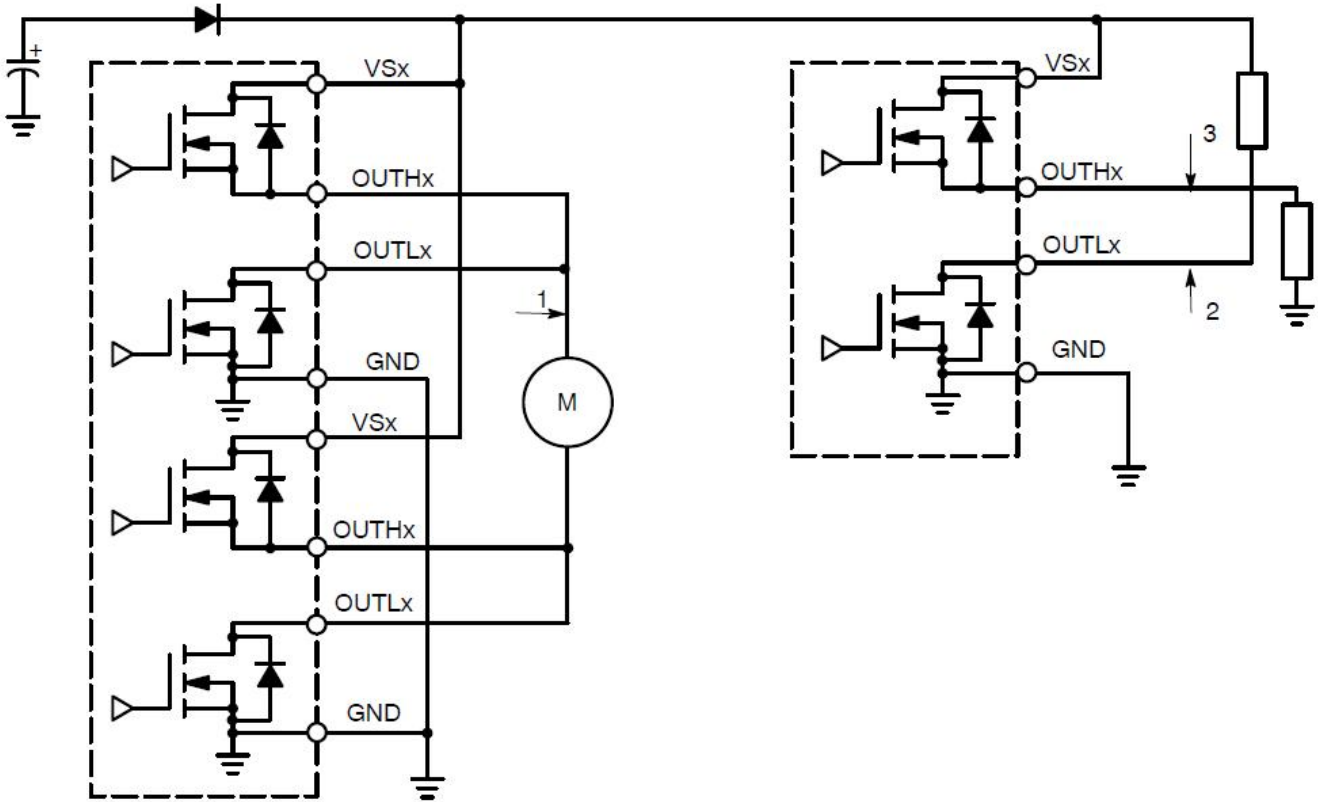 +
VSx
OUTHx
OUTLx
1
GND
M
VSx
OUTHx
OUTLx
GND
VSx
3
OUTHx
OUTLx
2
GND